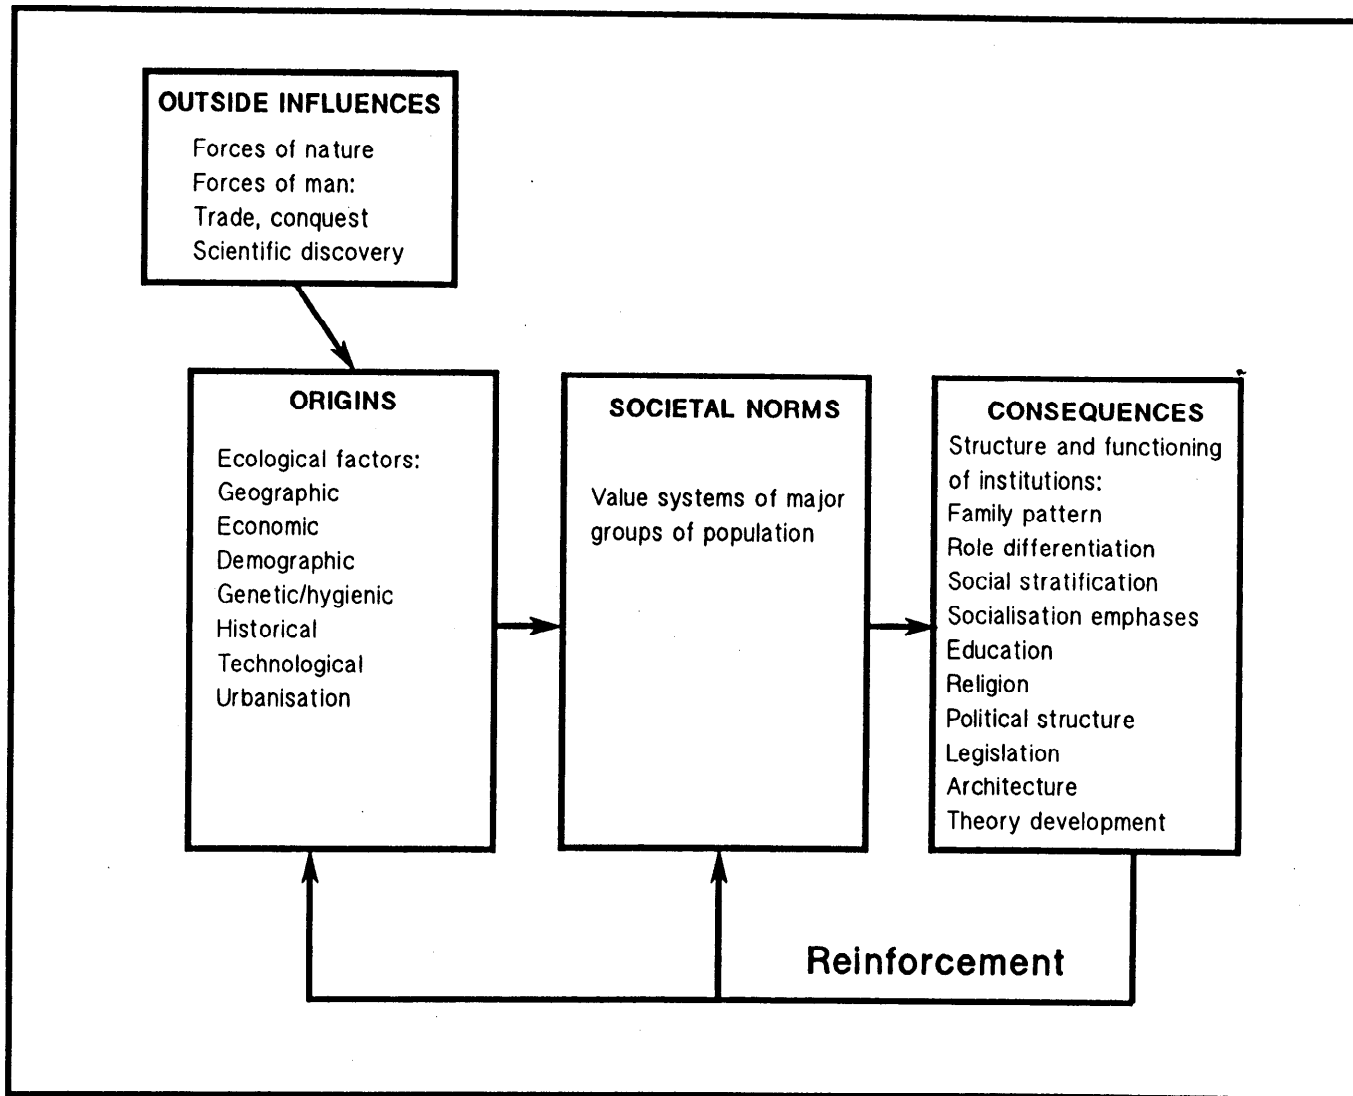 OUTSIDE INFLUENCES
Forces of nature
Forces of man:
Trade, conquest
Scientific discovery
ORIGINS
Ecological factors:
Geographic
Economic
Demographic
Genetic/hygienic
Historical
Technological
Urbanisation
SOCIETAL NORMS
Value systems of major
groups of population
CONSEQUENCES
Structure and functioning
of institutions:
Family pattern
Role differentiation
Social stratification
Socialisation emphases
Education
Religion
Political structure
Legislation
Architecture
Theory development
Reinforcement